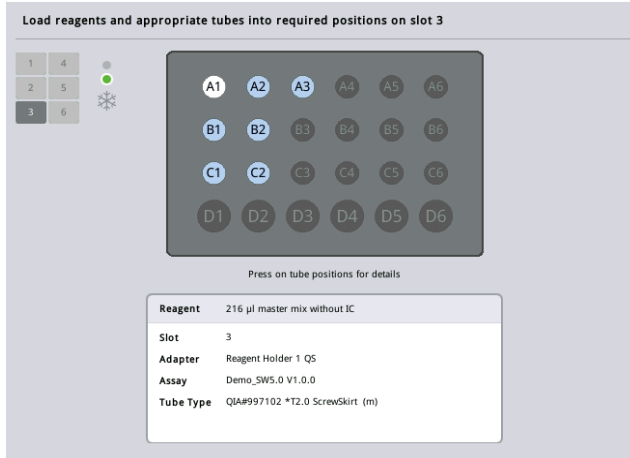 Load reagents and appropriate tubes into required positions on slot 3
1 4
2 5
3 6
A1 A2 A3 A4 A5 A6
B1 B2 B3 B4 B5 B6
C1 C2 C3 C4 C5 C6
D1 D2 D3 D4 D5 D6
Press on tube positions for details
Reagent 216 µl master mix without IC
Slot 3
Adapter Reagent Holder 1 QS
Assay Demo_SW5.0 V1.0.0
Tube Type QIA#997102 *T2.0 ScrewSkirt (m)